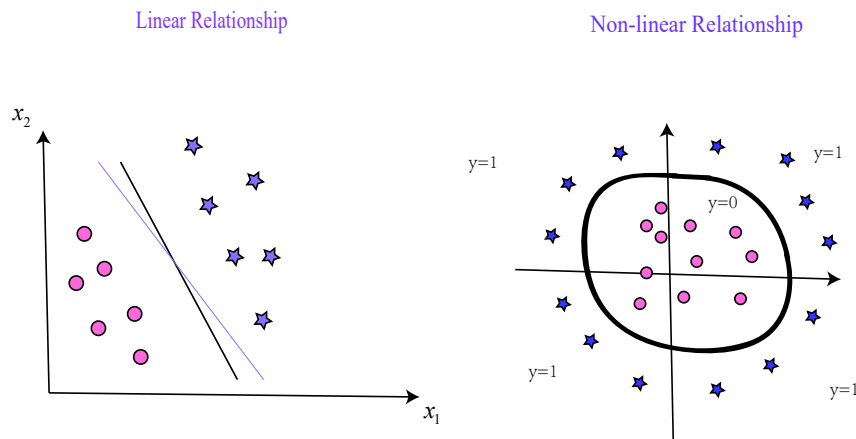 Linear Relationship
Non-linear Relationship
x₂
y=1
y=1
y=0
y=1
y=1
x₁